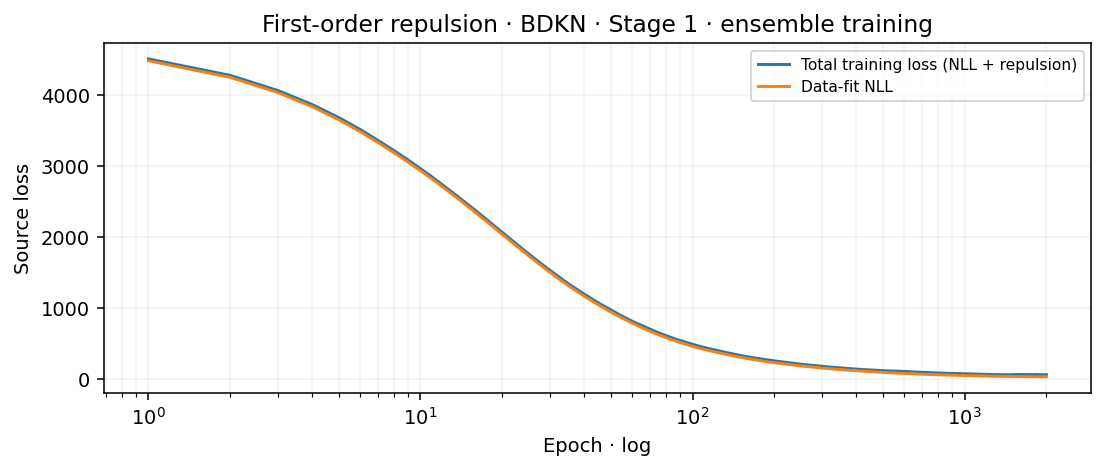 First-order repulsion · BDKN · Stage 1 · ensemble training
Total training loss (NLL + repulsion)
Data-fit NLL
Source loss
4000
3000
2000
1000
0
10⁰
10¹
10²
10³
Epoch · log